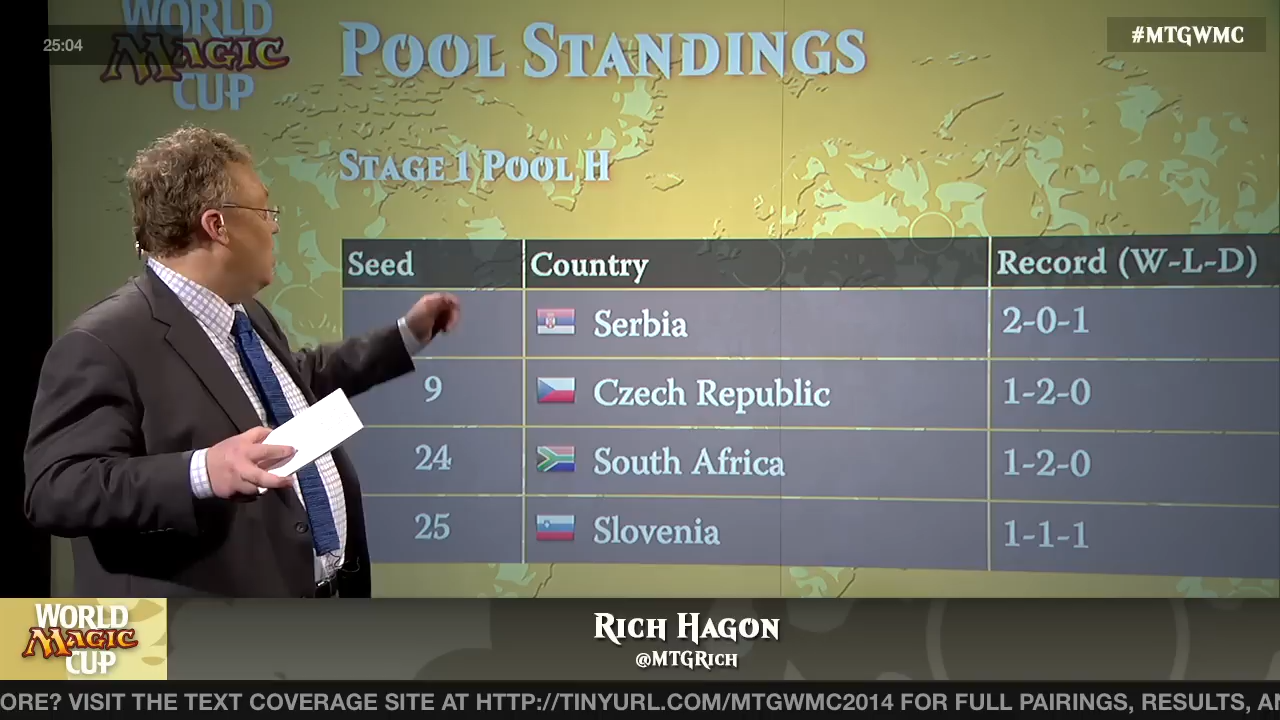 25:04
WORLD
MAGIC
CUP
POOL STANDINGS
#MTGWMC
STAGE 1 POOL H
Seed Country Record (W-L-D)
Serbia 2-0-1
9 Czech Republic 1-2-0
24 South Africa 1-2-0
25 Slovenia 1-1-1
WORLD
MAGIC
CUP
RICH HAGON
@MTGRICH
ORE? VISIT THE TEXT COVERAGE SITE AT HTTP://TINYURL.COM/MTGWMC2014 FOR FULL PAIRINGS, RESULTS,